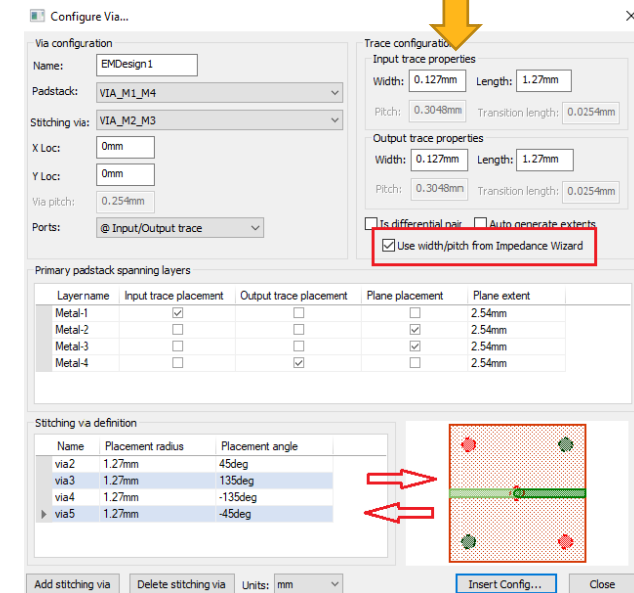 Configure Via...
Via configuration
Name: EMDesign1
Padstack: VIA_M1_M4
Stitching via: VIA_M2_M3
X Loc: 0mm
Y Loc: 0mm
Via pitch: 0.254mm
Ports: @ Input/Output trace
Trace configuration
Input trace properties
Width: 0.127mm Length: 1.27mm
Pitch: 0.3048mm Transition length: 0.0254mm
Output trace properties
Width: 0.127mm Length: 1.27mm
Pitch: 0.3048mm Transition length: 0.0254mm
Is differential pair Auto generate extects
Use width/pitch from Impedance Wizard
Primary padstack spanning layers
Layername Input trace placement Output trace placement Plane placement Plane extent
Metal-1 2.54mm
Metal-2 2.54mm
Metal-3 2.54mm
Metal-4 2.54mm
Stitching via definition
Name Placement radius Placement angle
via2 1.27mm 45deg
via3 1.27mm 135deg
via4 1.27mm -135deg
via5 1.27mm -45deg
Add stitching via Delete stitching via Units: mm Insert Config... Close